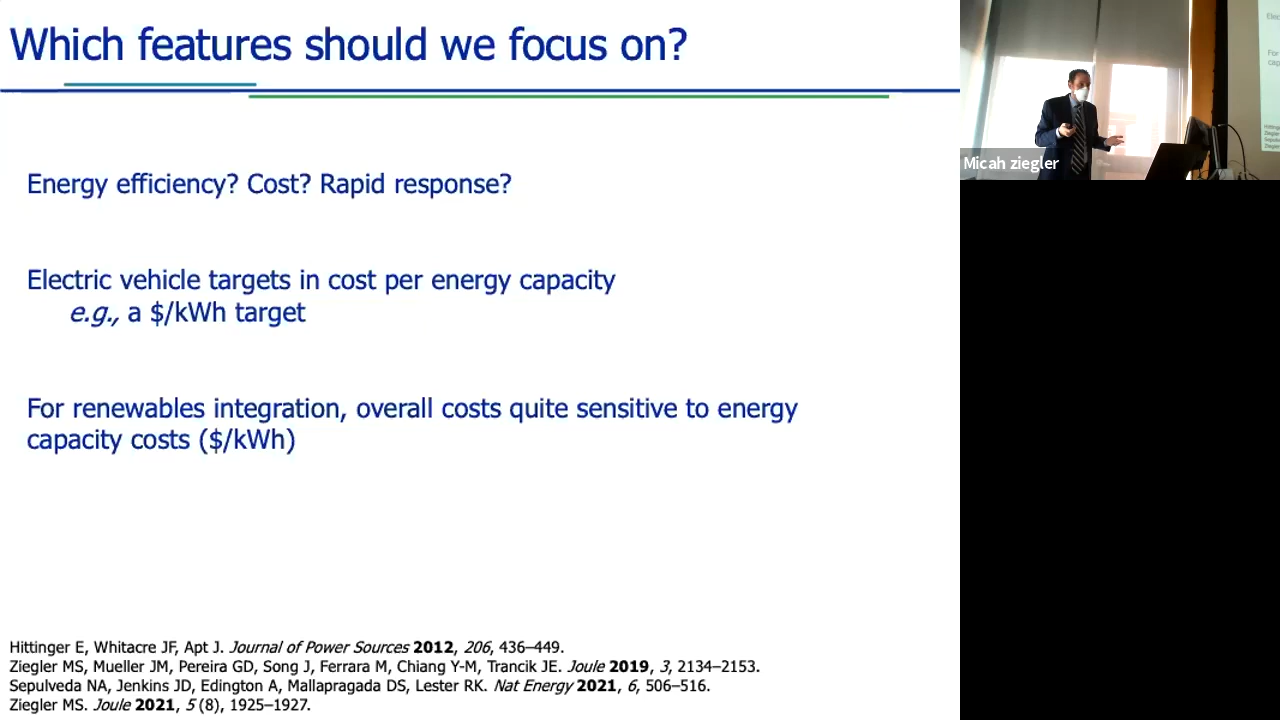 Which features should we focus on?
Micah ziegler
Energy efficiency? Cost? Rapid response?
Electric vehicle targets in cost per energy capacity
e.g., a $/kWh target
For renewables integration, overall costs quite sensitive to energy
capacity costs ($/kWh)
Hittinger E, Whitacre JF, Apt J. Journal of Power Sources 2012, 206, 436–449.
Ziegler MS, Mueller JM, Pereira GD, Song J, Ferrara M, Chiang Y-M, Trancik JE. Joule 2019, 3, 2134–2153.
Sepulveda NA, Jenkins JD, Edington A, Mallapragada DS, Lester RK. Nat Energy 2021, 6, 506–516.
Ziegler MS. Joule 2021, 5 (8), 1925–1927.